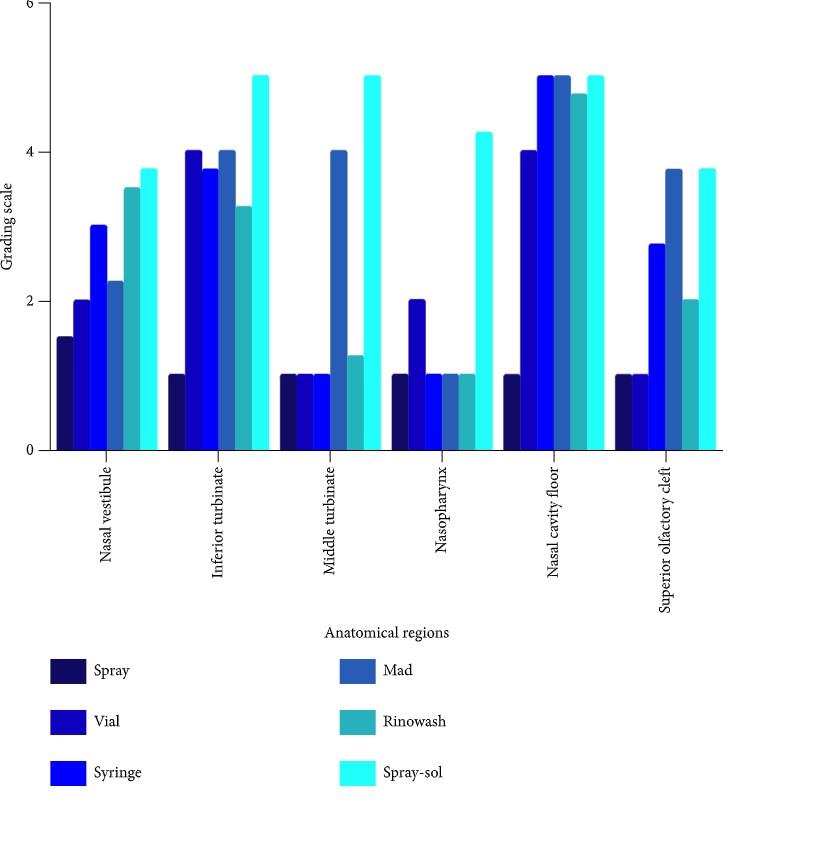 6
4
2
0
Grading scale
Nasal vestibule
Inferior turbinate
Middle turbinate
Nasopharynx
Nasal cavity floor
Superior olfactory cleft
Anatomical regions
Spray
Mad
Vial
Rinowash
Syringe
Spray-sol